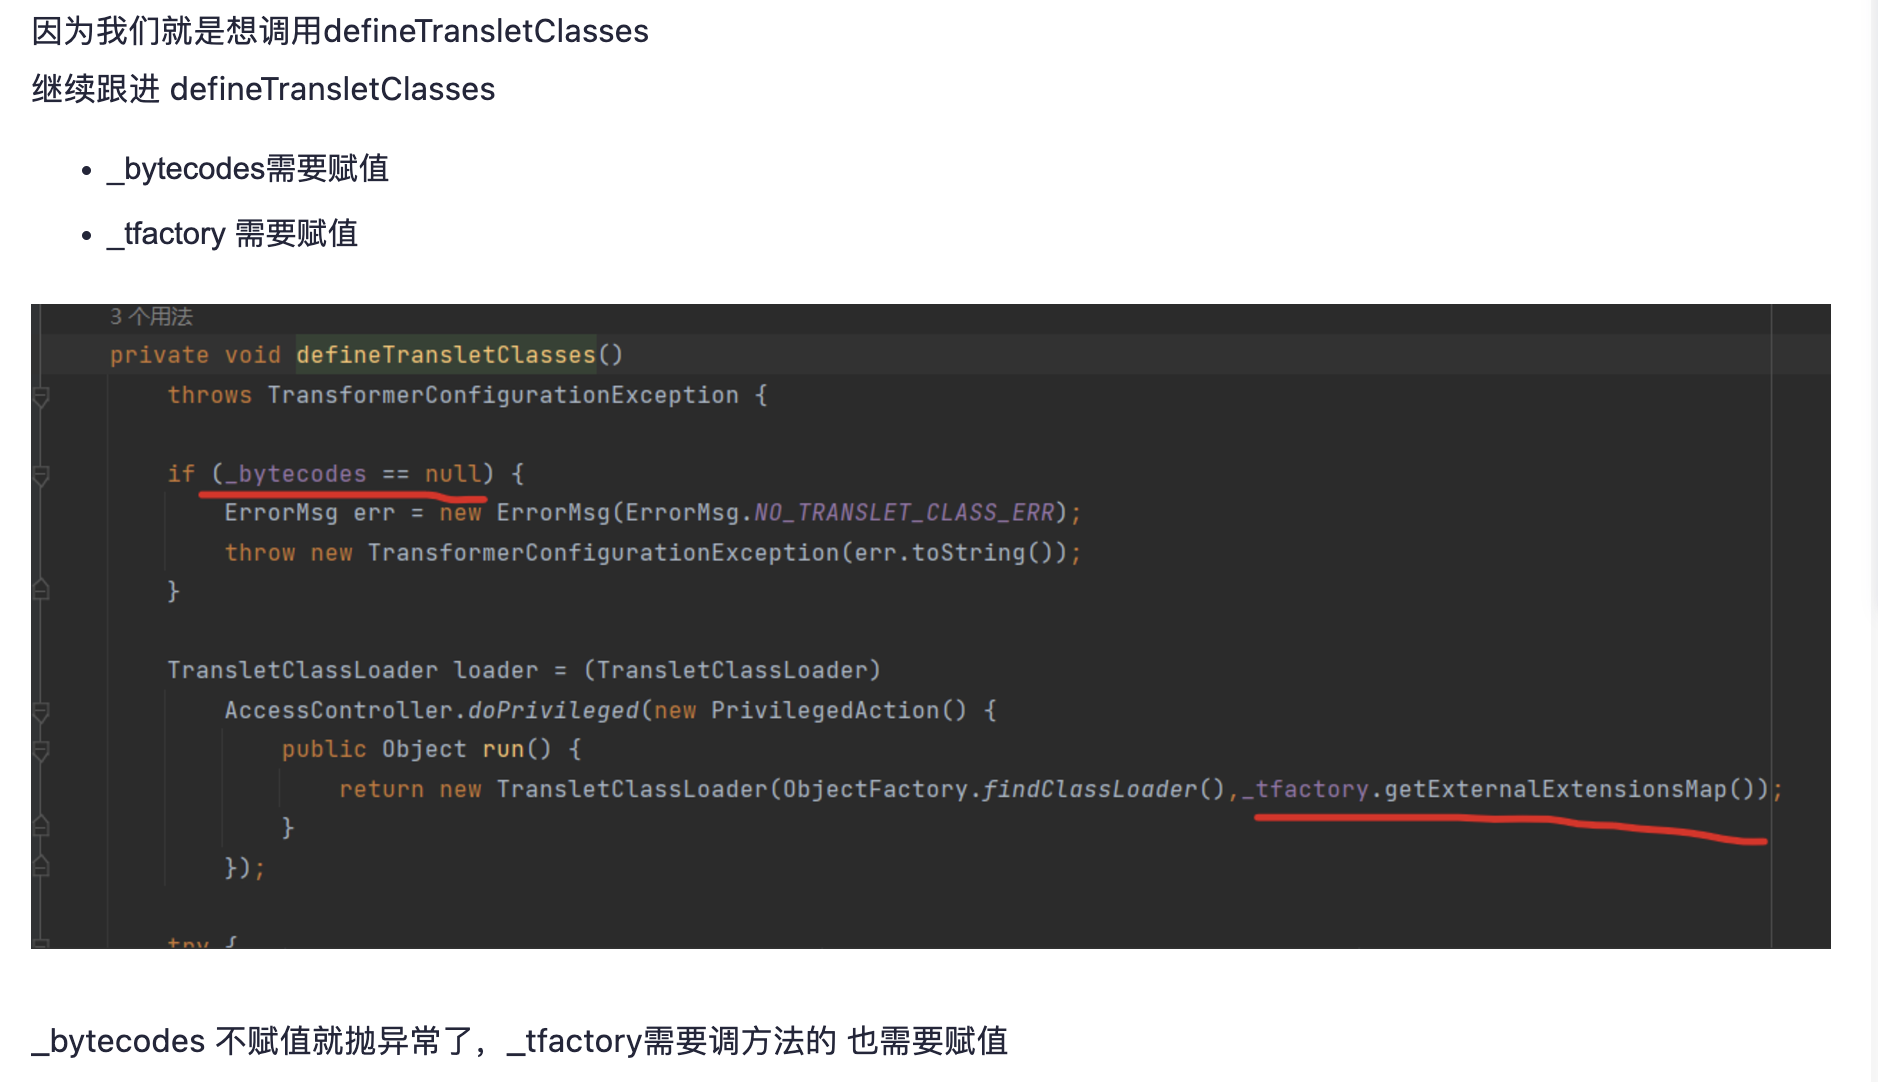 因为我们就是想调用defineTransletClasses
继续跟进 defineTransletClasses
• _bytecodes需要赋值
• _tfactory 需要赋值
3 个用法
private void defineTransletClasses()
throws TransformerConfigurationException {
if (_bytecodes == null) {
ErrorMsg err = new ErrorMsg(ErrorMsg.NO_TRANSLET_CLASS_ERR);
throw new TransformerConfigurationException(err.toString());
}
TransletClassLoader loader = (TransletClassLoader)
AccessController.doPrivileged(new PrivilegedAction() {
public Object run() {
return new TransletClassLoader(ObjectFactory.findClassLoader(),_tfactory.getExternalExtensionsMap());
}
});
try {
_bytecodes 不赋值就抛异常了，_tfactory需要调方法的 也需要赋值